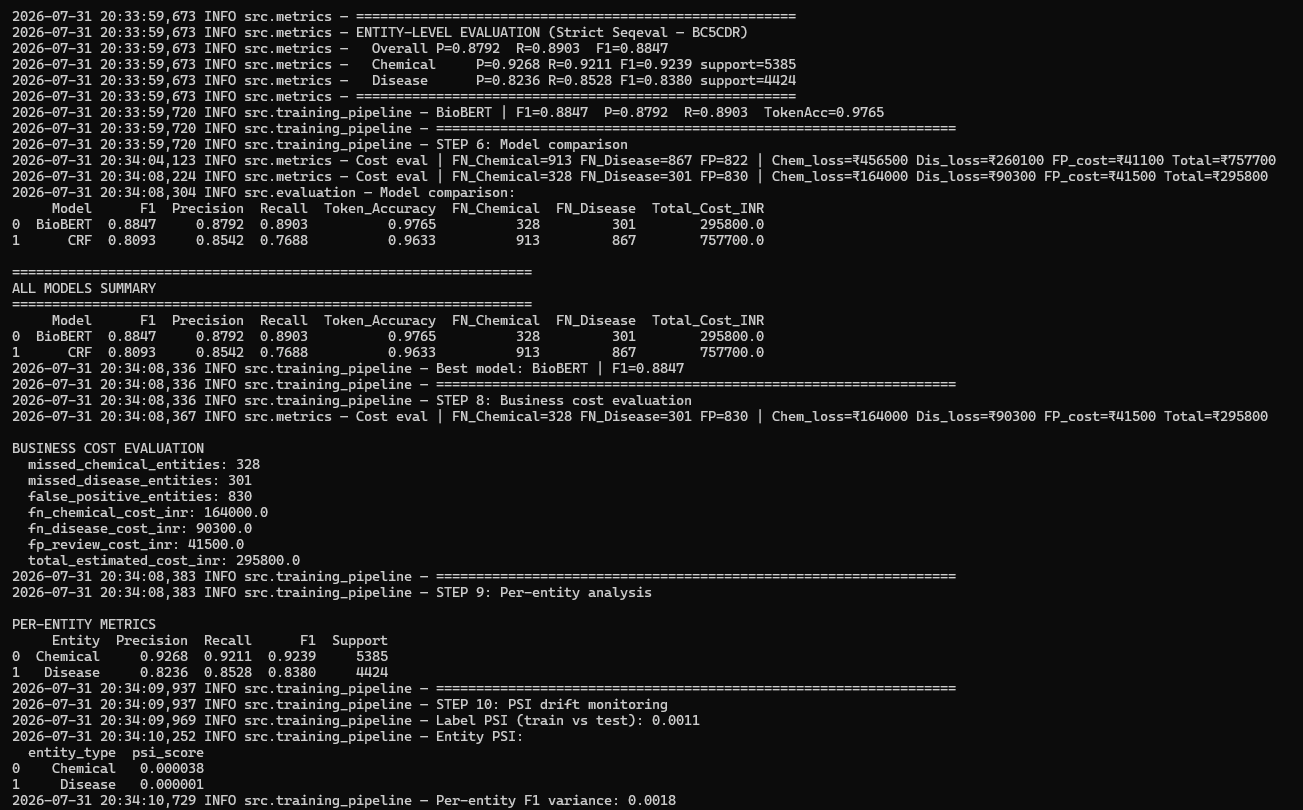 2026-07-31 20:33:59,673 INFO src.metrics — =======================================================
2026-07-31 20:33:59,673 INFO src.metrics — ENTITY-LEVEL EVALUATION (Strict Seqeval — BC5CDR)
2026-07-31 20:33:59,673 INFO src.metrics —   Overall P=0.8792  R=0.8903  F1=0.8847
2026-07-31 20:33:59,673 INFO src.metrics —   Chemical     P=0.9268 R=0.9211 F1=0.9239 support=5385
2026-07-31 20:33:59,673 INFO src.metrics —   Disease      P=0.8236 R=0.8528 F1=0.8380 support=4424
2026-07-31 20:33:59,673 INFO src.metrics — =======================================================
2026-07-31 20:33:59,720 INFO src.training_pipeline — BioBERT | F1=0.8847  P=0.8792  R=0.8903  TokenAcc=0.9765
2026-07-31 20:33:59,720 INFO src.training_pipeline — =================================================================
2026-07-31 20:33:59,720 INFO src.training_pipeline — STEP 6: Model comparison
2026-07-31 20:34:04,123 INFO src.metrics — Cost eval | FN_Chemical=913 FN_Disease=867 FP=822 | Chem_loss=₹456500 Dis_loss=₹260100 FP_cost=₹41100 Total=₹757700
2026-07-31 20:34:08,224 INFO src.metrics — Cost eval | FN_Chemical=328 FN_Disease=301 FP=830 | Chem_loss=₹164000 Dis_loss=₹90300 FP_cost=₹41500 Total=₹295800
2026-07-31 20:34:08,304 INFO src.evaluation — Model comparison:
     Model      F1  Precision  Recall  Token_Accuracy  FN_Chemical  FN_Disease  Total_Cost_INR
0  BioBERT  0.8847     0.8792  0.8903          0.9765          328         301        295800.0
1      CRF  0.8093     0.8542  0.7688          0.9633          913         867        757700.0
=================================================================
ALL MODELS SUMMARY
=================================================================
     Model      F1  Precision  Recall  Token_Accuracy  FN_Chemical  FN_Disease  Total_Cost_INR
0  BioBERT  0.8847     0.8792  0.8903          0.9765          328         301        295800.0
1      CRF  0.8093     0.8542  0.7688          0.9633          913         867        757700.0
2026-07-31 20:34:08,336 INFO src.training_pipeline — Best model: BioBERT | F1=0.8847
2026-07-31 20:34:08,336 INFO src.training_pipeline — =================================================================
2026-07-31 20:34:08,336 INFO src.training_pipeline — STEP 8: Business cost evaluation
2026-07-31 20:34:08,367 INFO src.metrics — Cost eval | FN_Chemical=328 FN_Disease=301 FP=830 | Chem_loss=₹164000 Dis_loss=₹90300 FP_cost=₹41500 Total=₹295800
BUSINESS COST EVALUATION
  missed_chemical_entities: 328
  missed_disease_entities: 301
  false_positive_entities: 830
  fn_chemical_cost_inr: 164000.0
  fn_disease_cost_inr: 90300.0
  fp_review_cost_inr: 41500.0
  total_estimated_cost_inr: 295800.0
2026-07-31 20:34:08,383 INFO src.training_pipeline — =================================================================
2026-07-31 20:34:08,383 INFO src.training_pipeline — STEP 9: Per-entity analysis
PER-ENTITY METRICS
     Entity  Precision  Recall      F1  Support
0  Chemical     0.9268  0.9211  0.9239     5385
1   Disease     0.8236  0.8528  0.8380     4424
2026-07-31 20:34:09,937 INFO src.training_pipeline — =================================================================
2026-07-31 20:34:09,937 INFO src.training_pipeline — STEP 10: PSI drift monitoring
2026-07-31 20:34:09,969 INFO src.training_pipeline — Label PSI (train vs test): 0.0011
2026-07-31 20:34:10,252 INFO src.training_pipeline — Entity PSI:
  entity_type  psi_score
0    Chemical   0.000038
1     Disease   0.000001
2026-07-31 20:34:10,729 INFO src.training_pipeline — Per-entity F1 variance: 0.0018